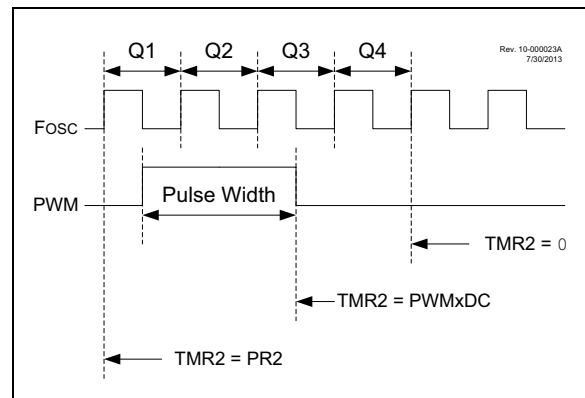 Q1 Q2 Q3 Q4
Rev. 10-000023A
7/30/2013
FOSC
PWM
Pulse Width
TMR2 = 0
TMR2 = PWMxDC
TMR2 = PR2